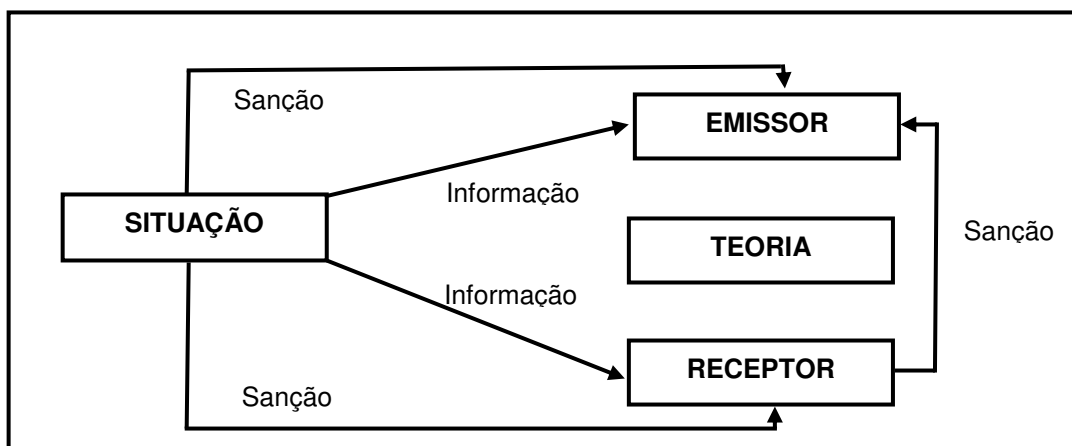 Sanção
EMISSOR
Informação
SITUAÇÃO
TEORIA
Sanção
Informação
RECEPTOR
Sanção